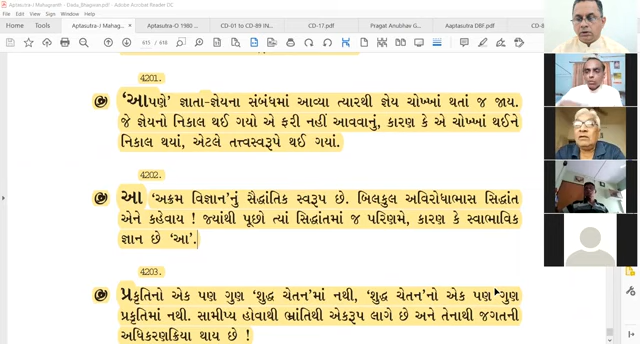 Aptasutra-J Mahagranth - Dada_Bhagwan.pdf - Adobe Acrobat Reader DC
File Edit View Sign Window Help
Home Tools Aptasutra-J Mahag... × Aptasutra-O 1980 ... CD-01 to CD-89 IN... CD-17.pdf Pragat Anubhav G... Aaptasutra DBF.pdf CD-8
615 / 616
4201.
'આપણે' જ્ઞાતા-જ્ઞેયના સંબંધમાં આવ્યા ત્યારથી જ્ઞેય ચોખ્ખાં થતાં જ જાય.
જે જ્ઞેયનો નિકાલ થઈ ગયો એ ફરી નહીં આવવાનું, કારણ કે એ ચોખ્ખાં થઈને
નિકાલ થયાં, એટલે તત્ત્વસ્વરૂપે થઈ ગયાં.
4202.
આ 'અક્રમ વિજ્ઞાન'નું સૈદ્ધાંતિક સ્વરૂપ છે. બિલકુલ અવિરોધાભાસ સિદ્ધાંત
એને કહેવાય ! જ્યાંથી પૂછો ત્યાં સિદ્ધાંતમાં જ પરિણમે, કારણ કે સ્વાભાવિક
જ્ઞાન છે 'આ'.
4203.
પ્રકૃતિનો એક પણ ગુણ 'શુદ્ધ ચેતન'માં નથી, 'શુદ્ધ ચેતન'નો એક પણ ગુણ
પ્રકૃતિમાં નથી. સામીપ્ય હોવાથી ભ્રાંતિથી એકરૂપ લાગે છે અને તેનાથી જગતની
અધિકરણક્રિયા થાય છે !